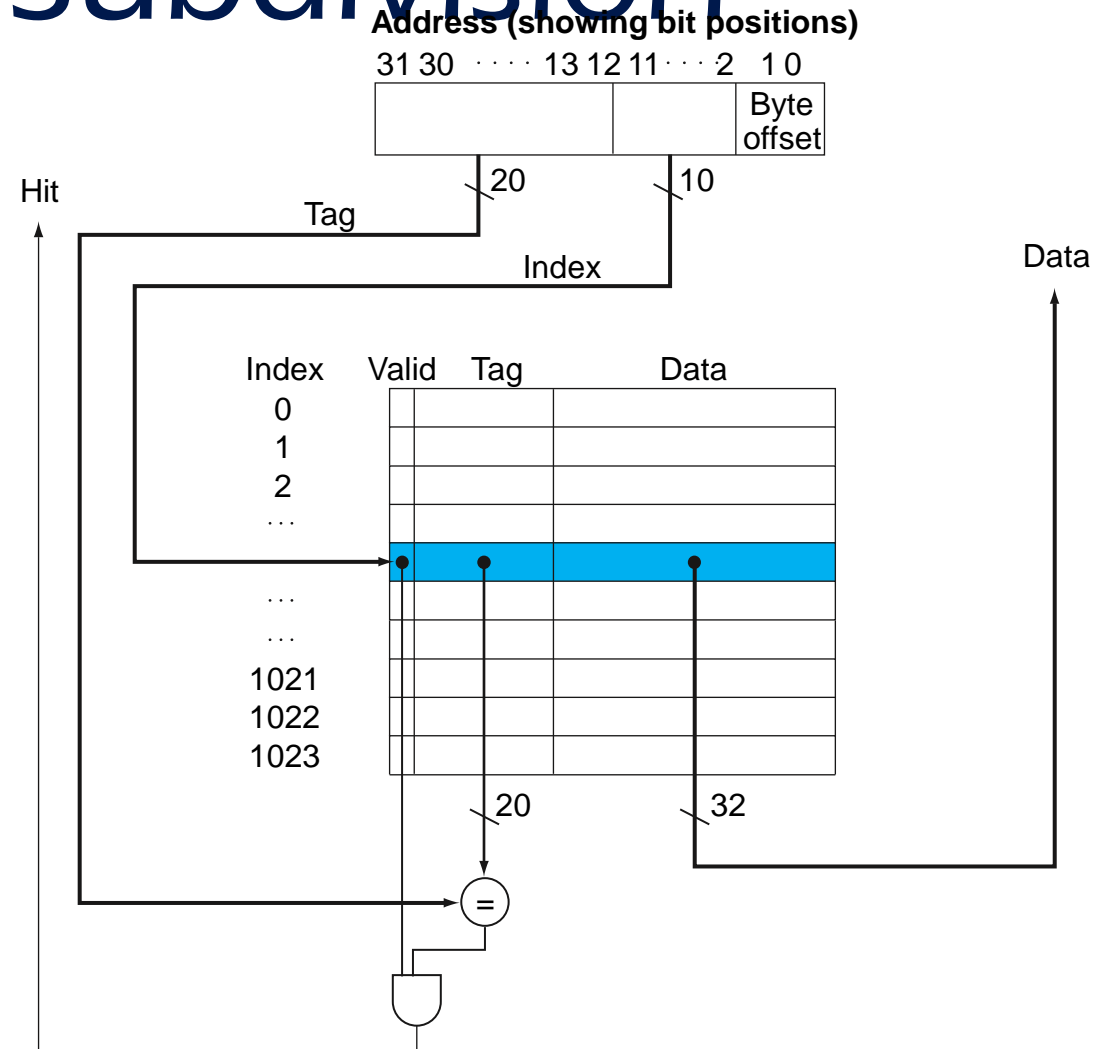 subdivision
Address (showing bit positions)
31 30 · · · · 13 12 11 · · · · 2 1 0
Byte
offset
20 10
Hit
Tag
Index
Data
Index Valid Tag Data
0
1
2
· · ·
· · ·
· · ·
1021
1022
1023
20 32
=